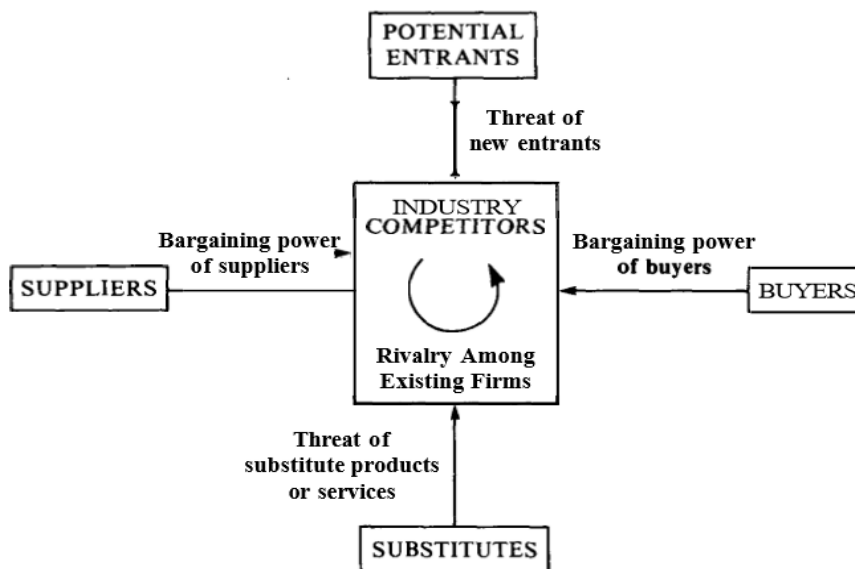 POTENTIAL
ENTRANTS
Threat of
new entrants
INDUSTRY
COMPETITORS
Bargaining power
of suppliers
Bargaining power
of buyers
SUPPLIERS
BUYERS
Rivalry Among
Existing Firms
Threat of
substitute products
or services
SUBSTITUTES